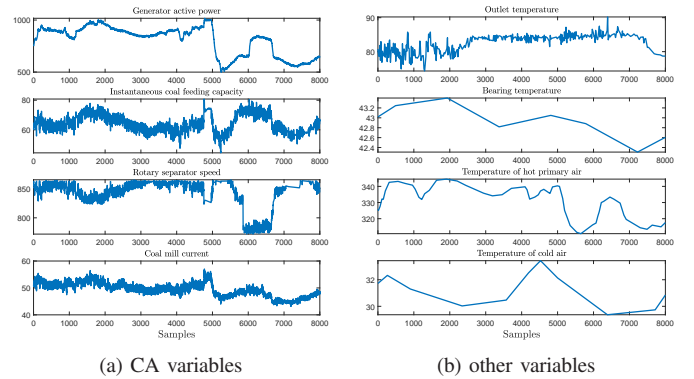 Generator active power
1000
500
0 1000 2000 3000 4000 5000 6000 7000 8000
Instantaneous coal feeding capacity
80
60
0 1000 2000 3000 4000 5000 6000 7000 8000
Rotary separator speed
850
800
0 1000 2000 3000 4000 5000 6000 7000 8000
Coal mill current
60
50
40
0 1000 2000 3000 4000 5000 6000 7000 8000
Samples
(a) CA variables
Outlet temperature
90
80
0 1000 2000 3000 4000 5000 6000 7000 8000
Bearing temperature
43.2
43
42.8
42.6
42.4
0 1000 2000 3000 4000 5000 6000 7000 8000
Temperature of hot primary air
340
330
320
0 1000 2000 3000 4000 5000 6000 7000 8000
Temperature of cold air
32
30
0 1000 2000 3000 4000 5000 6000 7000 8000
Samples
(b) other variables